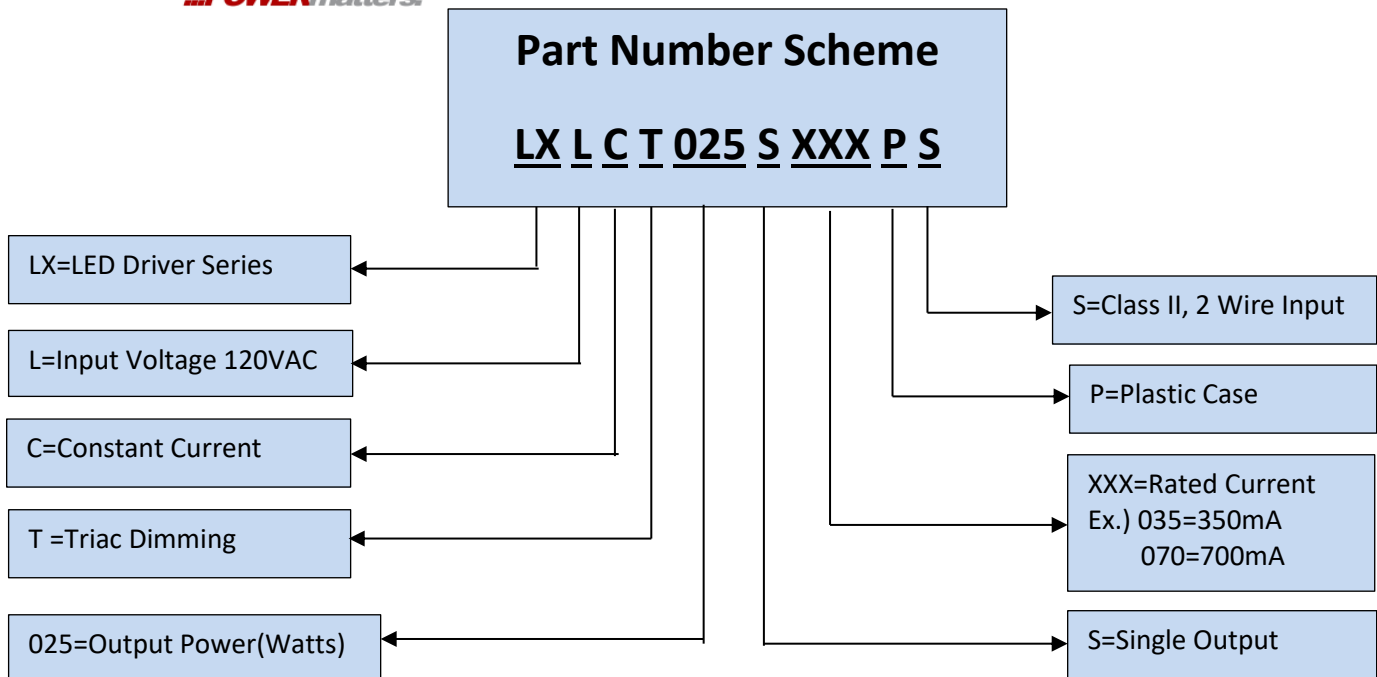 ...POWERmatters.
Part Number Scheme
LX L C T 025 S XXX P S
LX=LED Driver Series
L=Input Voltage 120VAC
C=Constant Current
T =Triac Dimming
025=Output Power(Watts)
S=Class II, 2 Wire Input
P=Plastic Case
XXX=Rated Current
Ex.) 035=350mA
070=700mA
S=Single Output